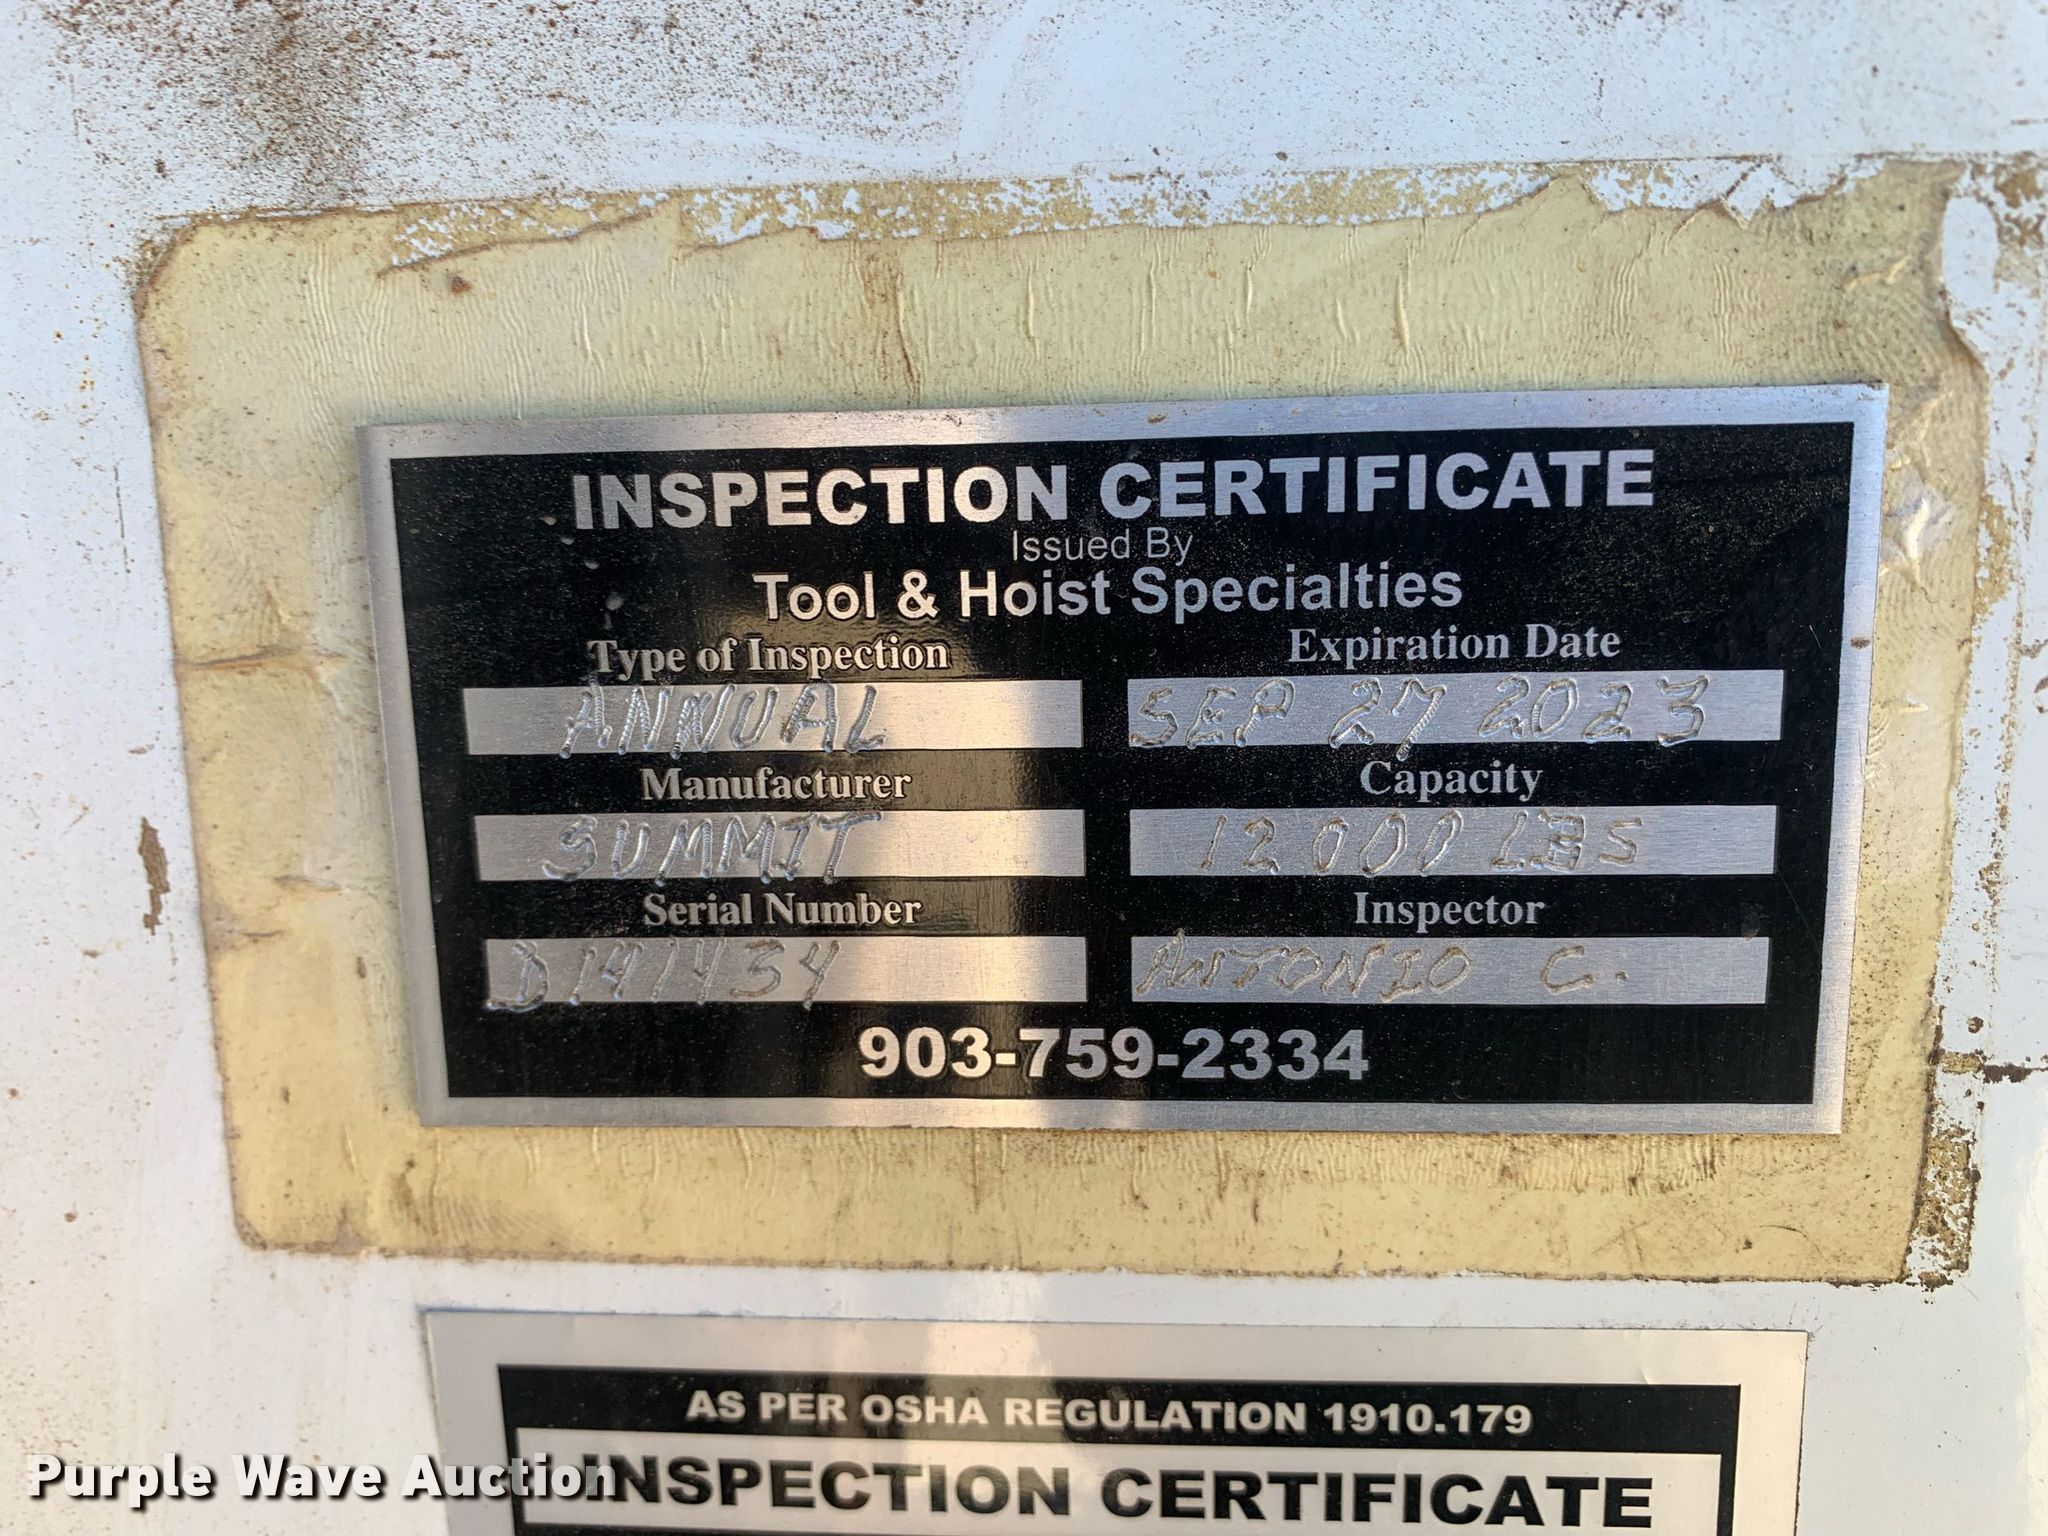 INSPECTION CERTIFICATE
Issued By
Tool & Hoist Specialties
Type of Inspection
ANNUAL
Expiration Date
SEP 27 2023
Manufacturer
SUMMIT
Capacity
12000 LBS
Serial Number
D141434
Inspector
ANTONIO C.
903-759-2334
AS PER OSHA REGULATION 1910.179
INSPECTION CERTIFICATE
Purple Wave Auction